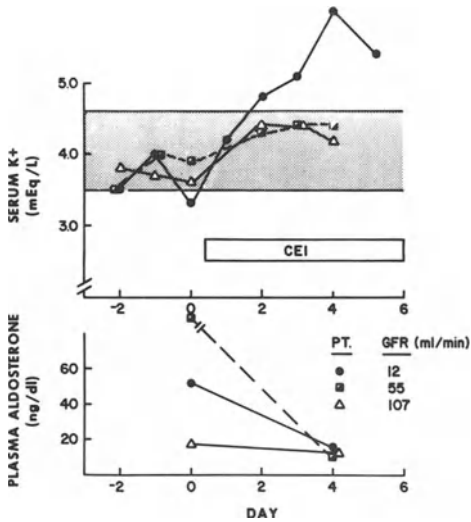 SERUM K+
(mEq/L)
5.0
4.0
3.0
CEI
-2
0
2
4
6
PLASMA ALDOSTERONE
(ng/dl)
60
40
20
PT. GFR (ml/min)
12
55
107
-2
0
2
4
6
DAY